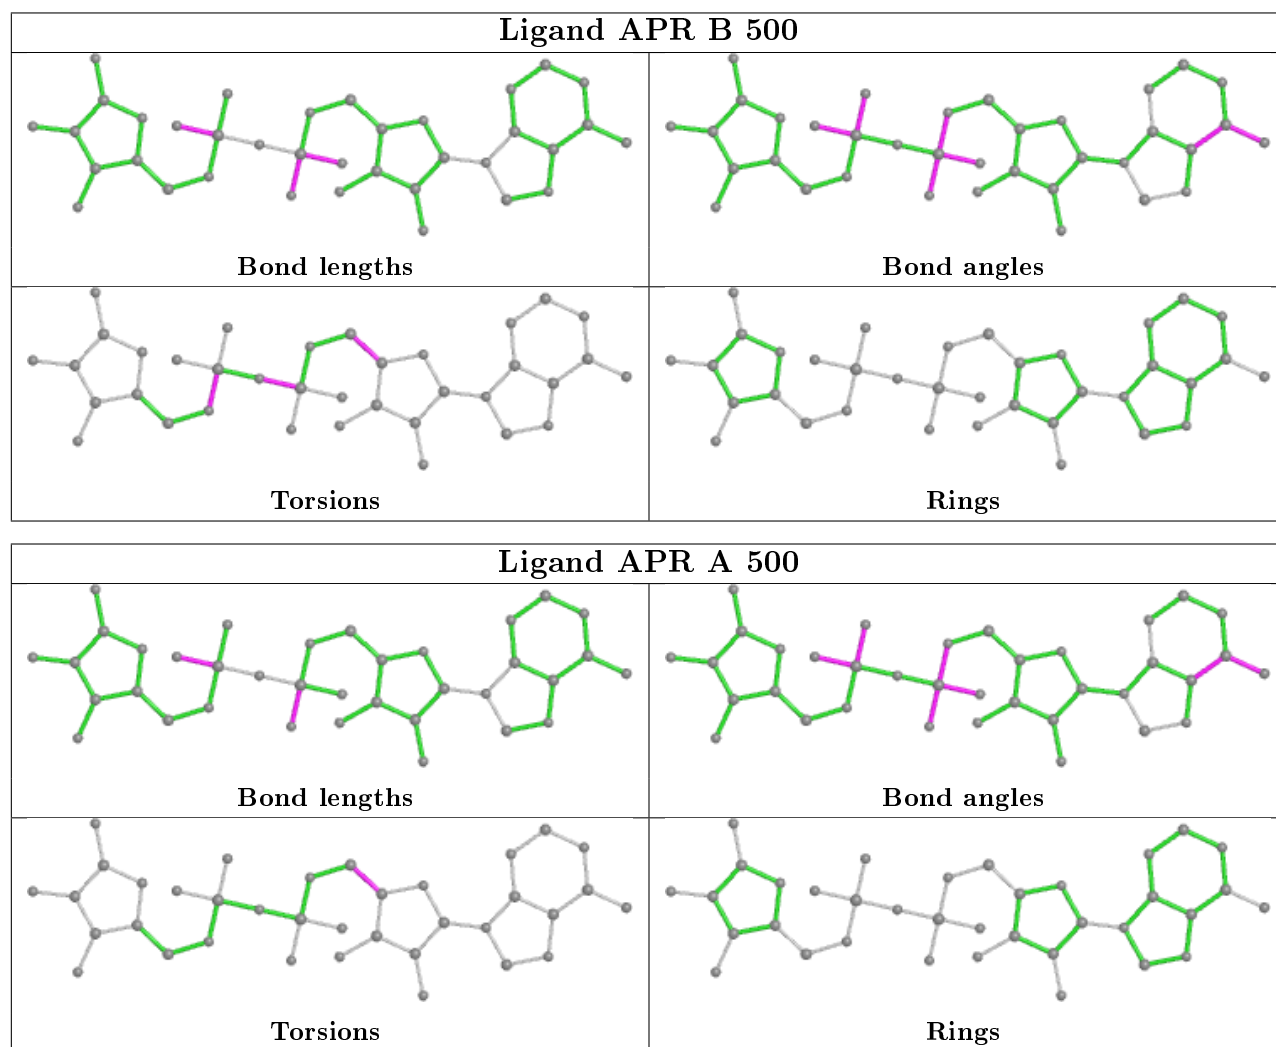 Ligand APR B 500
Bond lengths
Bond angles
Torsions
Rings
Ligand APR A 500
Bond lengths
Bond angles
Torsions
Rings